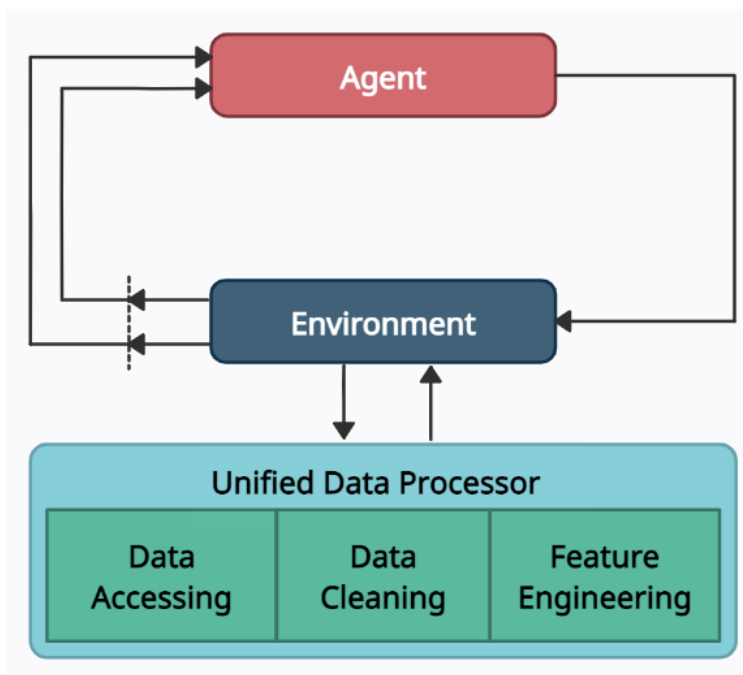 Agent
Environment
Unified Data Processor
Data
Accessing
Data
Cleaning
Feature
Engineering